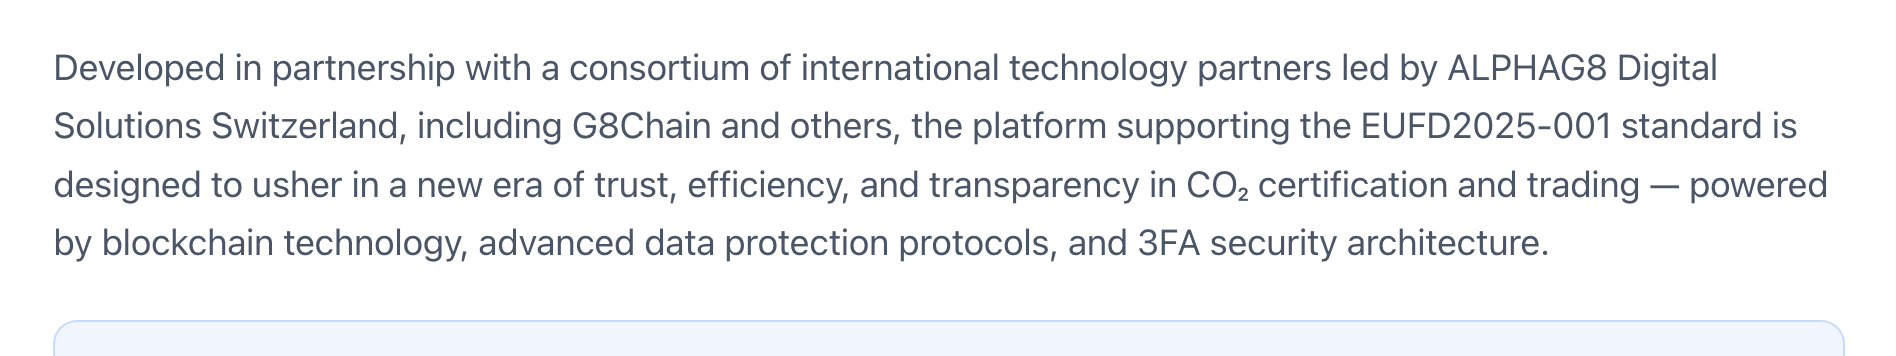 Developed in partnership with a consortium of international technology partners led by ALPHAG8 Digital
Solutions Switzerland, including G8Chain and others, the platform supporting the EUFD2025-001 standard is
designed to usher in a new era of trust, efficiency, and transparency in CO₂ certification and trading — powered
by blockchain technology, advanced data protection protocols, and 3FA security architecture.